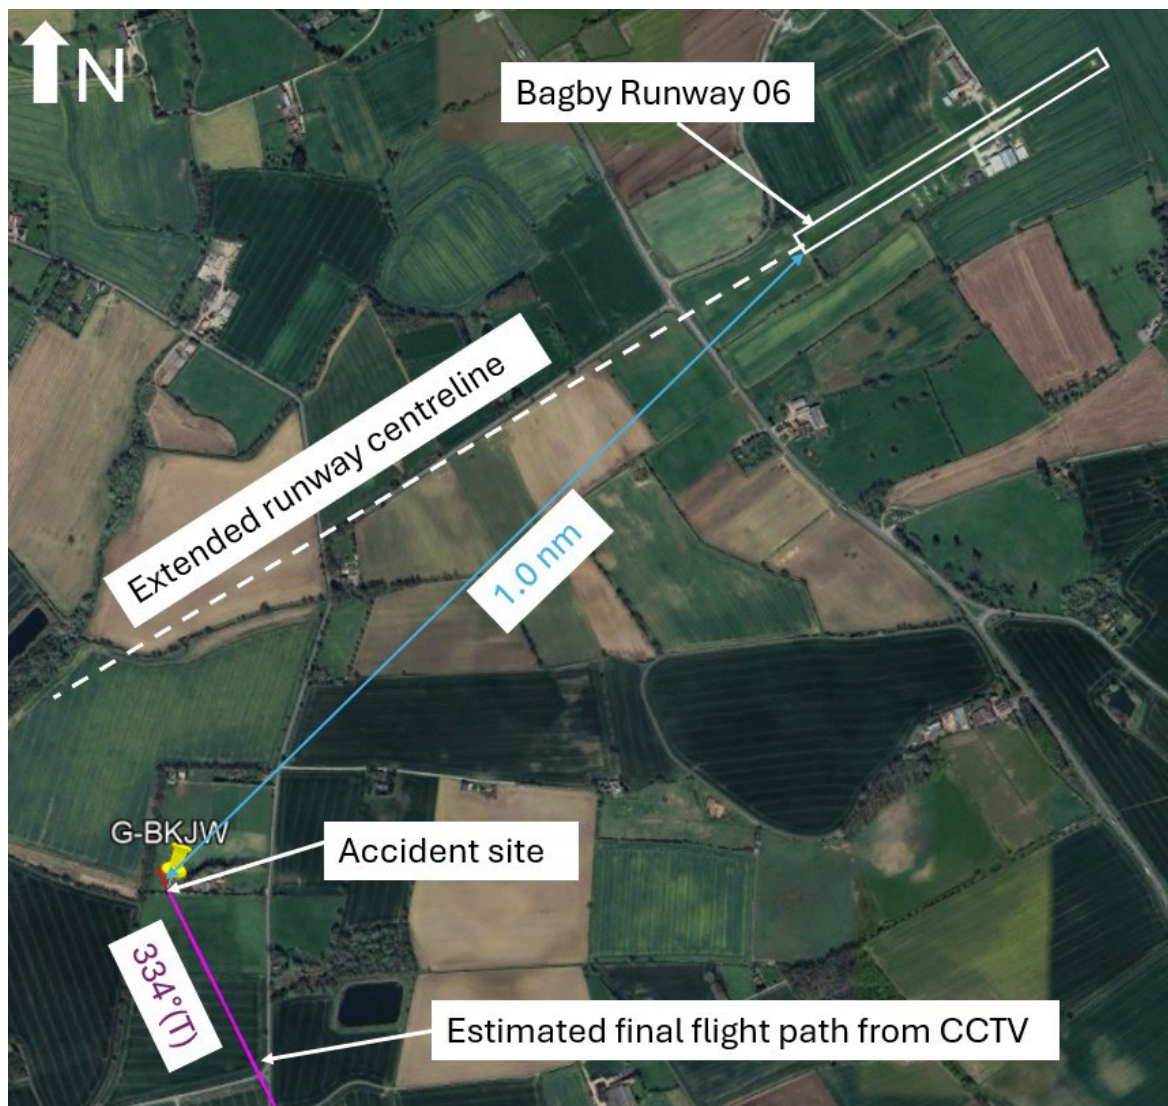 N
Bagby Runway 06
Extended runway centreline
1.0 nm
G-BKJW
Accident site
334°(T)
Estimated final flight path from CCTV